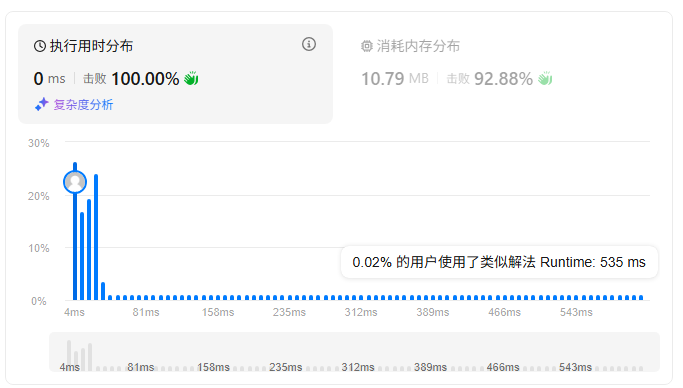 执行用时分布
0 ms 击败 100.00%
复杂度分析
消耗内存分布
10.79 MB 击败 92.88%
30%
20%
10%
0%
0.02% 的用户使用了类似解法 Runtime: 535 ms
4ms 81ms 158ms 235ms 312ms 389ms 466ms 543ms
4ms 81ms 158ms 235ms 312ms 389ms 466ms 543ms